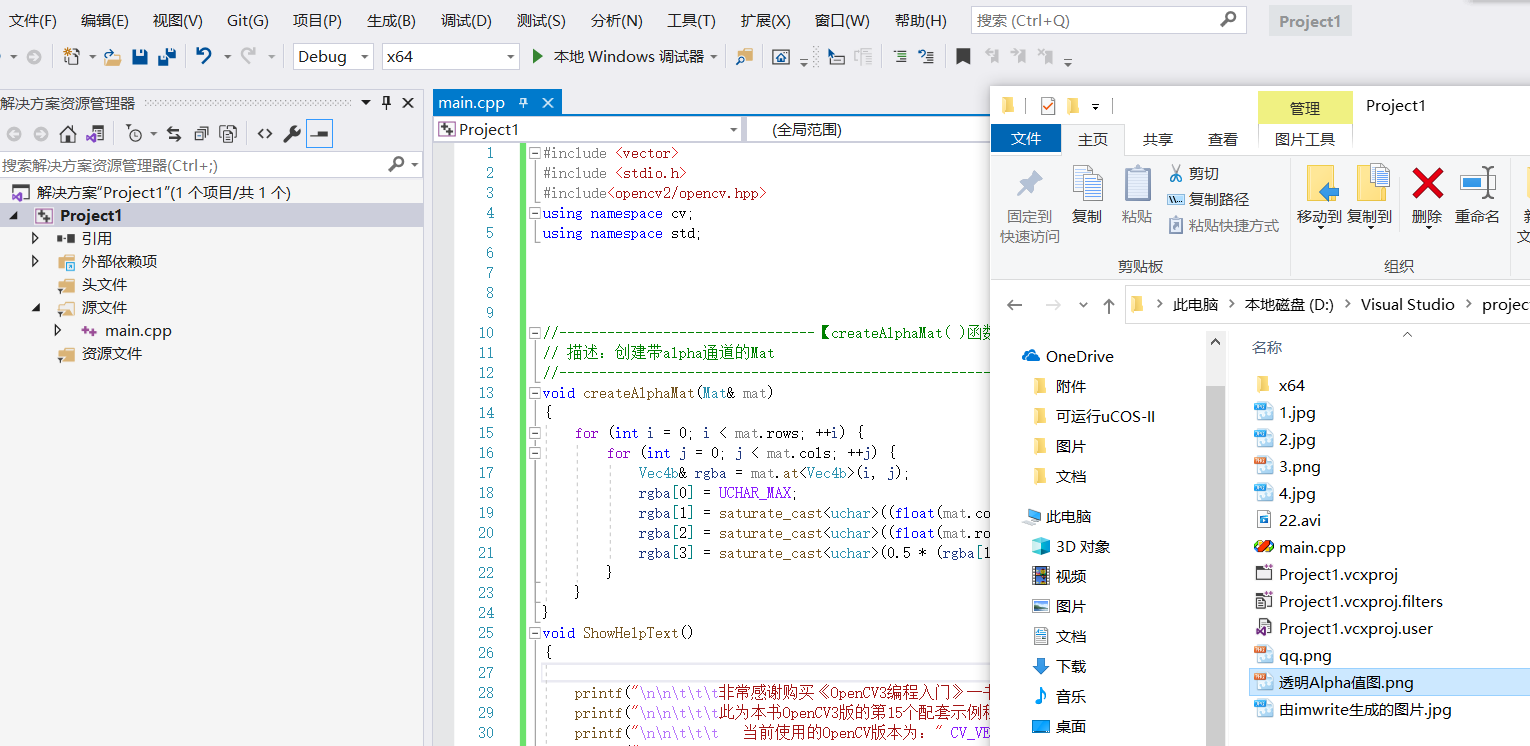 文件(F) 编辑(E) 视图(V) Git(G) 项目(P) 生成(B) 调试(D) 测试(S) 分析(N) 工具(T) 扩展(X) 窗口(W) 帮助(H) 搜索 (Ctrl+Q) Project1
Debug x64 本地 Windows 调试器
解决方案资源管理器
搜索解决方案资源管理器(Ctrl+;)
解决方案"Project1"(1 个项目/共 1 个)
Project1
引用
外部依赖项
头文件
源文件
main.cpp
资源文件
main.cpp
Project1 (全局范围)
1 #include <vector>
2 #include <stdio.h>
3 #include<opencv2/opencv.hpp>
4 using namespace cv;
5 using namespace std;
6
7
8
9
10 //--------------------------------【createAlphaMat( )函数
11 // 描述：创建带alpha通道的Mat
12 //------------------------------------------------------
13 void createAlphaMat(Mat& mat)
14 {
15 for (int i = 0; i < mat.rows; ++i) {
16 for (int j = 0; j < mat.cols; ++j) {
17 Vec4b& rgba = mat.at<Vec4b>(i, j);
18 rgba[0] = UCHAR_MAX;
19 rgba[1] = saturate_cast<uchar>((float(mat.co
20 rgba[2] = saturate_cast<uchar>((float(mat.ro
21 rgba[3] = saturate_cast<uchar>(0.5 * (rgba[1
22 }
23 }
24 }
25 void ShowHelpText()
26 {
27
28 printf("\n\n\t\t\t非常感谢购买《OpenCV3编程入门》一书
29 printf("\n\n\t\t\t此为本书OpenCV3版的第15个配套示例程
30 printf("\n\n\t\t\t 当前使用的OpenCV版本为：" CV_VE
管理 Project1
文件 主页 共享 查看 图片工具
固定到
快速访问
复制
粘贴
剪切
复制路径
粘贴快捷方式
移动到 复制到 删除 重命名
剪贴板 组织
此电脑 本地磁盘 (D:) Visual Studio projec
OneDrive
附件
可运行uCOS-II
图片
文档
此电脑
3D 对象
视频
图片
文档
下载
音乐
桌面
名称
x64
1.jpg
2.jpg
3.png
4.jpg
22.avi
main.cpp
Project1.vcxproj
Project1.vcxproj.filters
Project1.vcxproj.user
qq.png
透明Alpha值图.png
由imwrite生成的图片.jpg